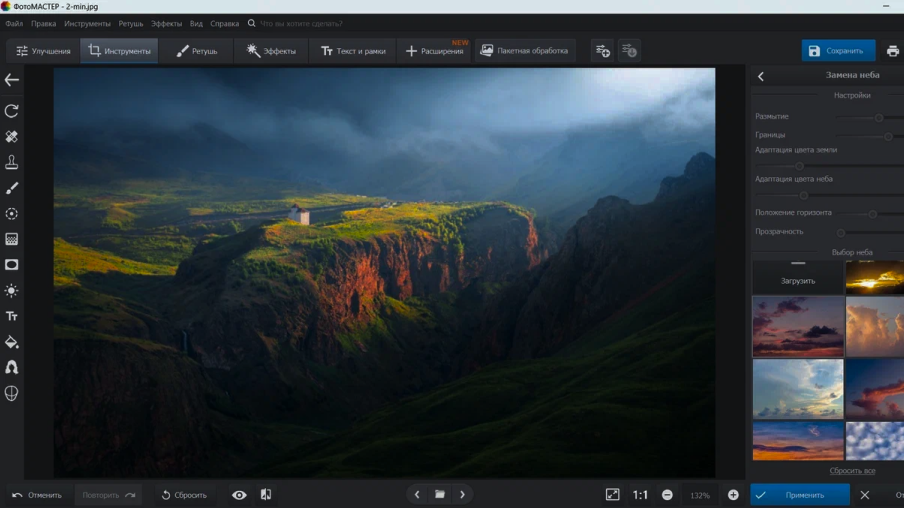 ФотоМАСТЕР - 2-min.jpg
Файл Правка Инструменты Ретушь Эффекты Вид Справка Что вы хотите сделать?
Улучшения Инструменты Ретушь Эффекты Текст и рамки Расширения NEW Пакетная обработка Сохранить
Замена неба
Настройки
Размытие
Границы
Адаптация цвета земли
Адаптация цвета неба
Положение горизонта
Прозрачность
Выбор неба
Загрузить
Сбросить все
Отменить Повторить Сбросить 1:1 132% Применить